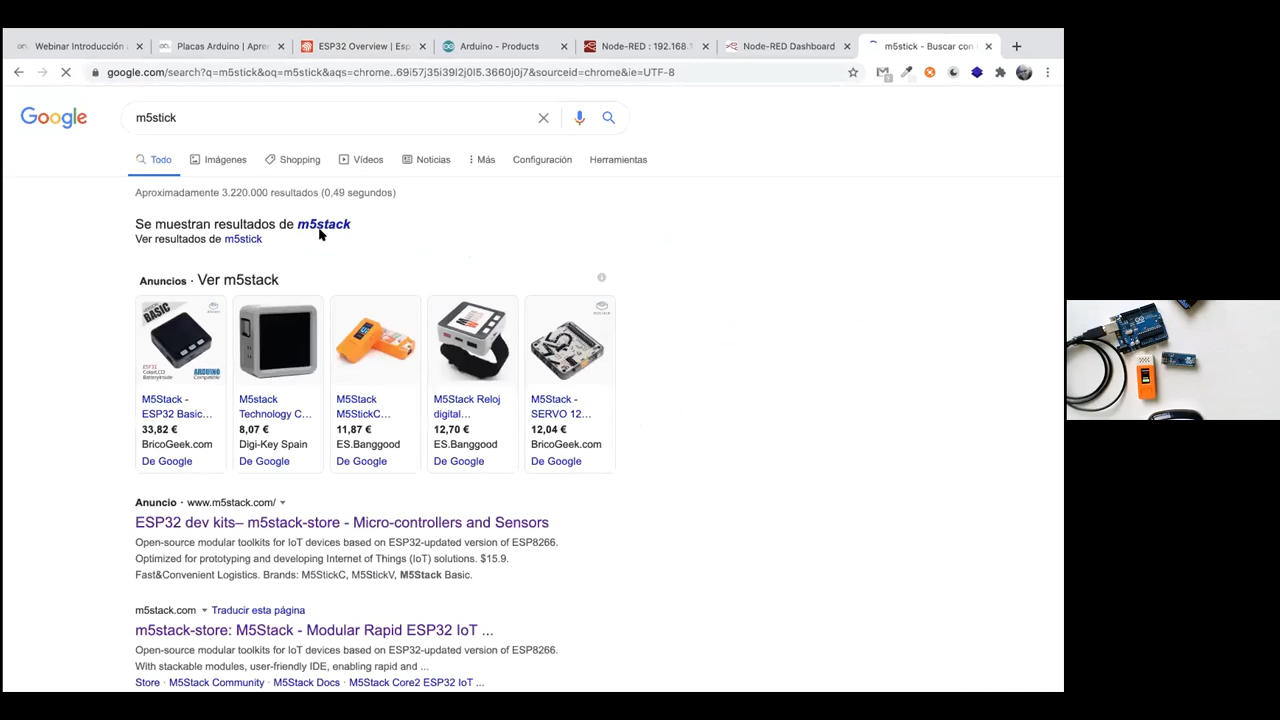 Webinar Introducción
Placas Arduino | Apre
ESP32 Overview | Esp
Arduino - Products
Node-RED : 192.168.
Node-RED Dashboard
m5stick - Buscar con
google.com/search?q=m5stick&oq=m5stick&aqs=chrome..69i57j35i39l2j0l5.3660j0j7&sourceid=chrome&ie=UTF-8
Google
m5stick
Todo
Imágenes
Shopping
Vídeos
Noticias
Más
Configuración
Herramientas
Aproximadamente 3.220.000 resultados (0,49 segundos)
Se muestran resultados de m5stack
Ver resultados de m5stick
Anuncios · Ver m5stack
BASIC
ARDUINO
M5Stack -
ESP32 Basic...
33,82 €
BricoGeek.com
De Google
M5stack
Technology C...
8,07 €
Digi-Key Spain
De Google
M5Stack
M5StickC...
11,87 €
ES.Banggood
De Google
M5Stack Reloj
digital...
12,70 €
ES.Banggood
De Google
M5Stack -
SERVO 12...
12,04 €
BricoGeek.com
De Google
Anuncio · www.m5stack.com/
ESP32 dev kits– m5stack-store - Micro-controllers and Sensors
Open-source modular toolkits for IoT devices based on ESP32-updated version of ESP8266.
Optimized for prototyping and developing Internet of Things (IoT) solutions. $15.9.
Fast&Convenient Logistics. Brands: M5StickC, M5StickV, M5Stack Basic.
m5stack.com
Traducir esta página
m5stack-store: M5Stack - Modular Rapid ESP32 IoT ...
Open-source modular toolkits for IoT devices based on ESP32-updated version of ESP8266.
With stackable modules, user-friendly IDE, enabling rapid and ...
Store · M5Stack Community · M5Stack Docs · M5Stack Core2 ESP32 IoT ...